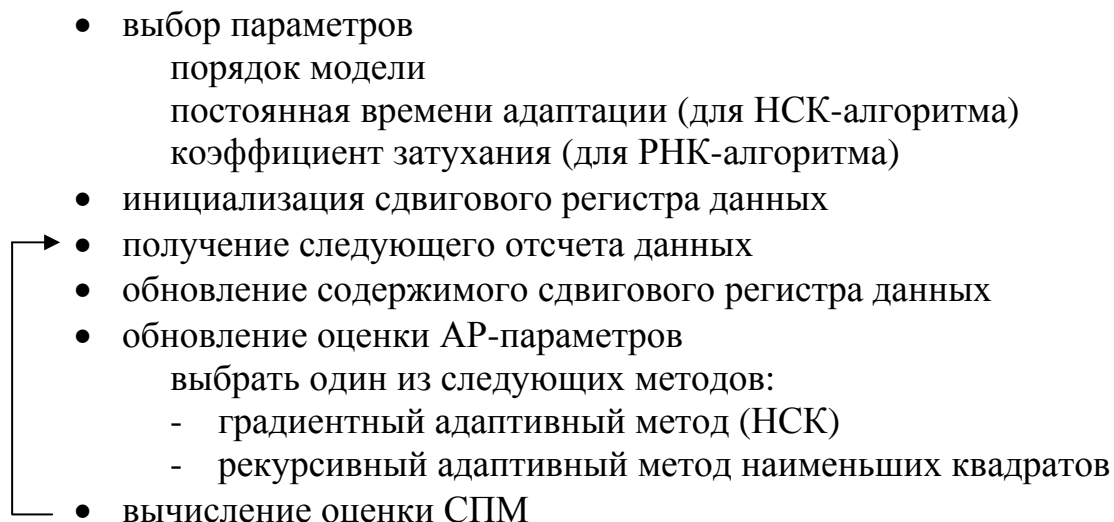 • выбор параметров
порядок модели
постоянная времени адаптации (для НСК-алгоритма)
коэффициент затухания (для РНК-алгоритма)
• инициализация сдвигового регистра данных
• получение следующего отсчета данных
• обновление содержимого сдвигового регистра данных
• обновление оценки АР-параметров
выбрать один из следующих методов:
- градиентный адаптивный метод (НСК)
- рекурсивный адаптивный метод наименьших квадратов
• вычисление оценки СПМ